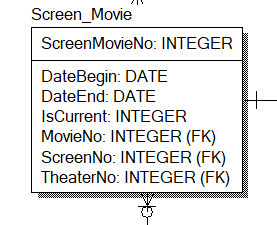 Screen_Movie
ScreenMovieNo: INTEGER
DateBegin: DATE
DateEnd: DATE
IsCurrent: INTEGER
MovieNo: INTEGER (FK)
ScreenNo: INTEGER (FK)
TheaterNo: INTEGER (FK)